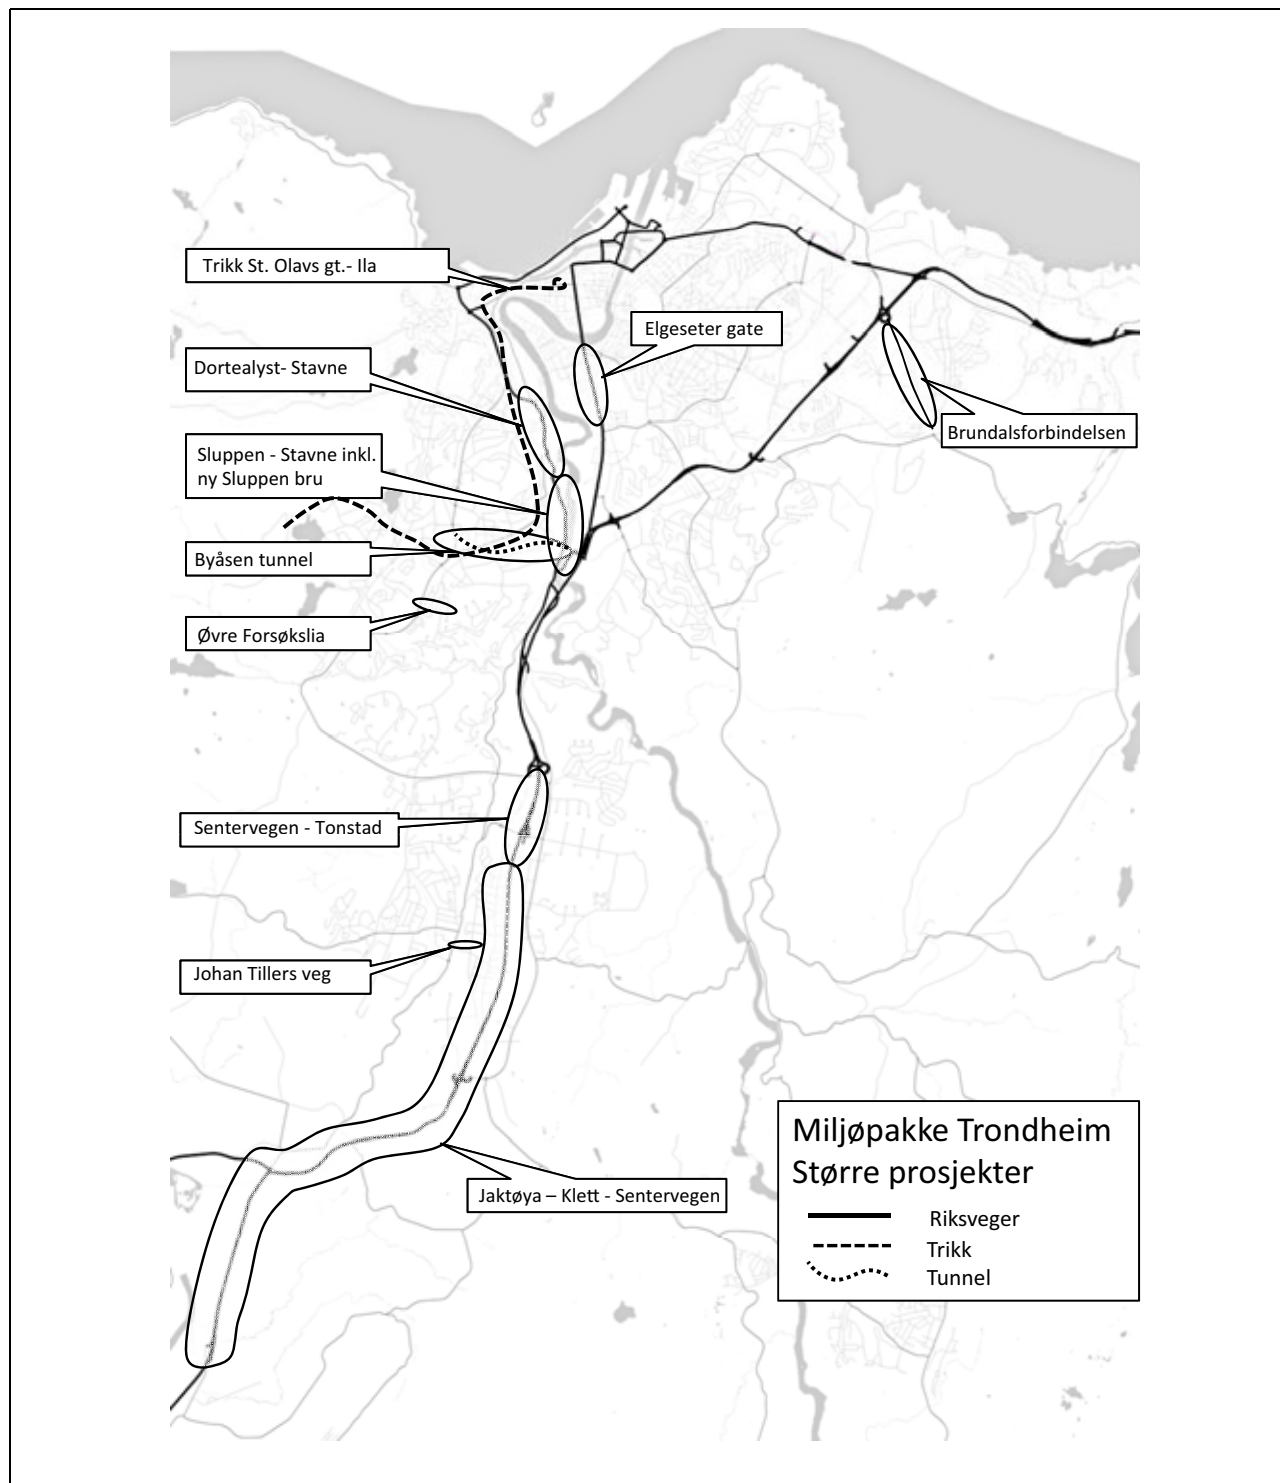 Trikk St. Olavs gt.- Ila
Elgeseter gate
Dortealyst- Stavne
Brundalsforbindelsen
Sluppen - Stavne inkl.
ny Sluppen bru
Byåsen tunnel
Øvre Forsøkslia
Sentervegen - Tonstad
Johan Tillers veg
Jaktøya – Klett - Sentervegen
Miljøpakke Trondheim
Større prosjekter
Riksveger
Trikk
Tunnel